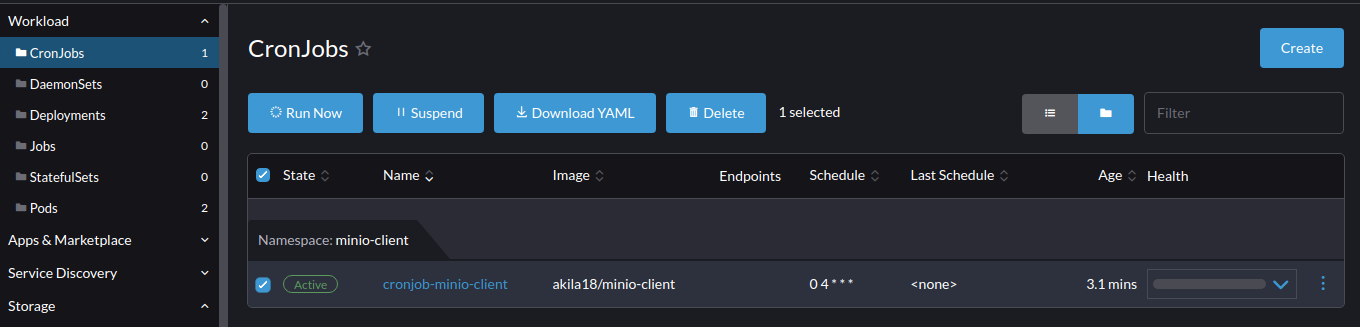 Workload
CronJobs 1
DaemonSets 0
Deployments 2
Jobs 0
StatefulSets 0
Pods 2
Apps & Marketplace
Service Discovery
Storage
CronJobs
Create
Run Now Suspend Download YAML Delete 1 selected Filter
State Name Image Endpoints Schedule Last Schedule Age Health
Namespace: minio-client
Active cronjob-minio-client akila18/minio-client 0 4 * * * <none> 3.1 mins